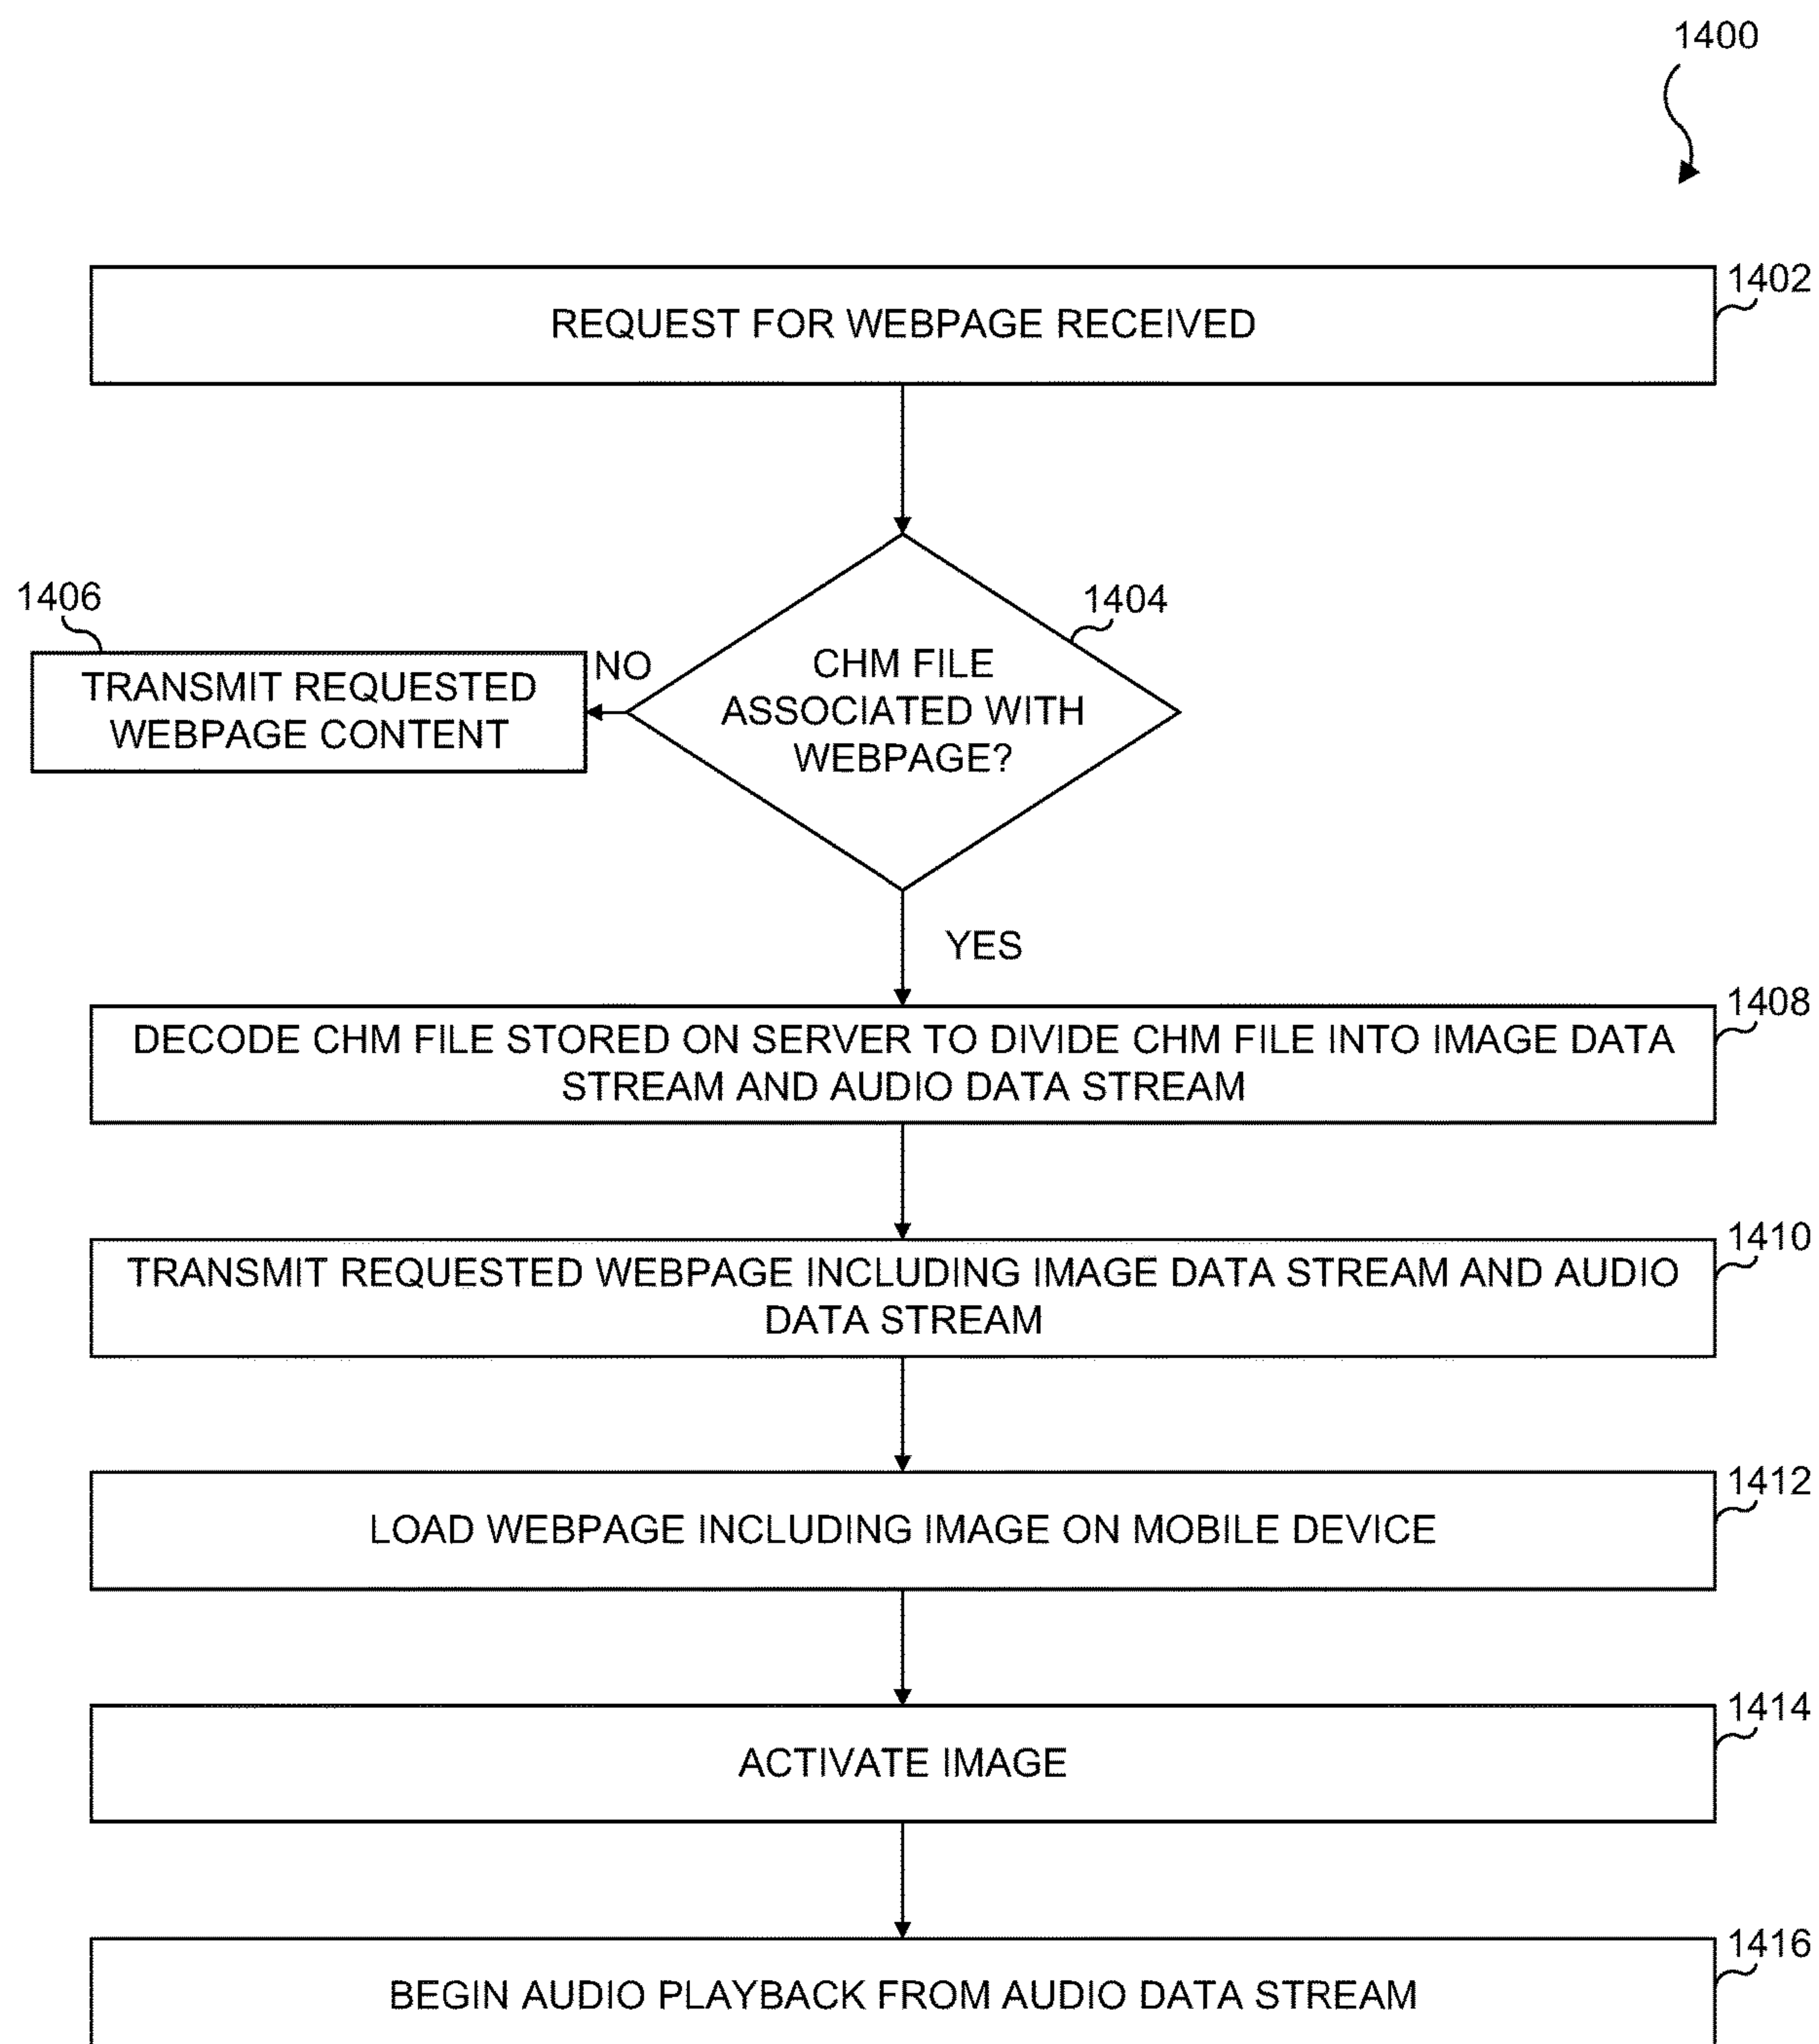 1400
1402
REQUEST FOR WEBPAGE RECEIVED
1404
CHM FILE
ASSOCIATED WITH
WEBPAGE?
NO
1406
TRANSMIT REQUESTED
WEBPAGE CONTENT
YES
1408
DECODE CHM FILE STORED ON SERVER TO DIVIDE CHM FILE INTO IMAGE DATA
STREAM AND AUDIO DATA STREAM
1410
TRANSMIT REQUESTED WEBPAGE INCLUDING IMAGE DATA STREAM AND AUDIO
DATA STREAM
1412
LOAD WEBPAGE INCLUDING IMAGE ON MOBILE DEVICE
1414
ACTIVATE IMAGE
1416
BEGIN AUDIO PLAYBACK FROM AUDIO DATA STREAM